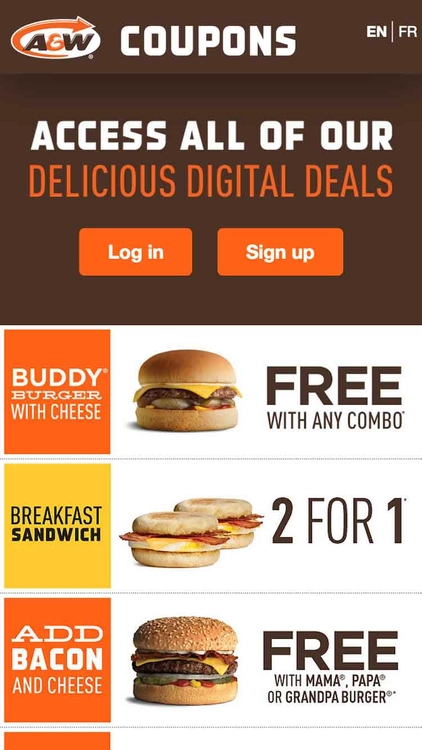 A&W® COUPONS EN | FR
ACCESS ALL OF OUR
DELICIOUS DIGITAL DEALS
Log in Sign up
BUDDY®
BURGER
WITH CHEESE
FREE
WITH ANY COMBO*
BREAKFAST
SANDWICH
2 FOR 1*
ADD
BACON
AND CHEESE
FREE
WITH MAMA®, PAPA®
OR GRANDPA BURGER®*